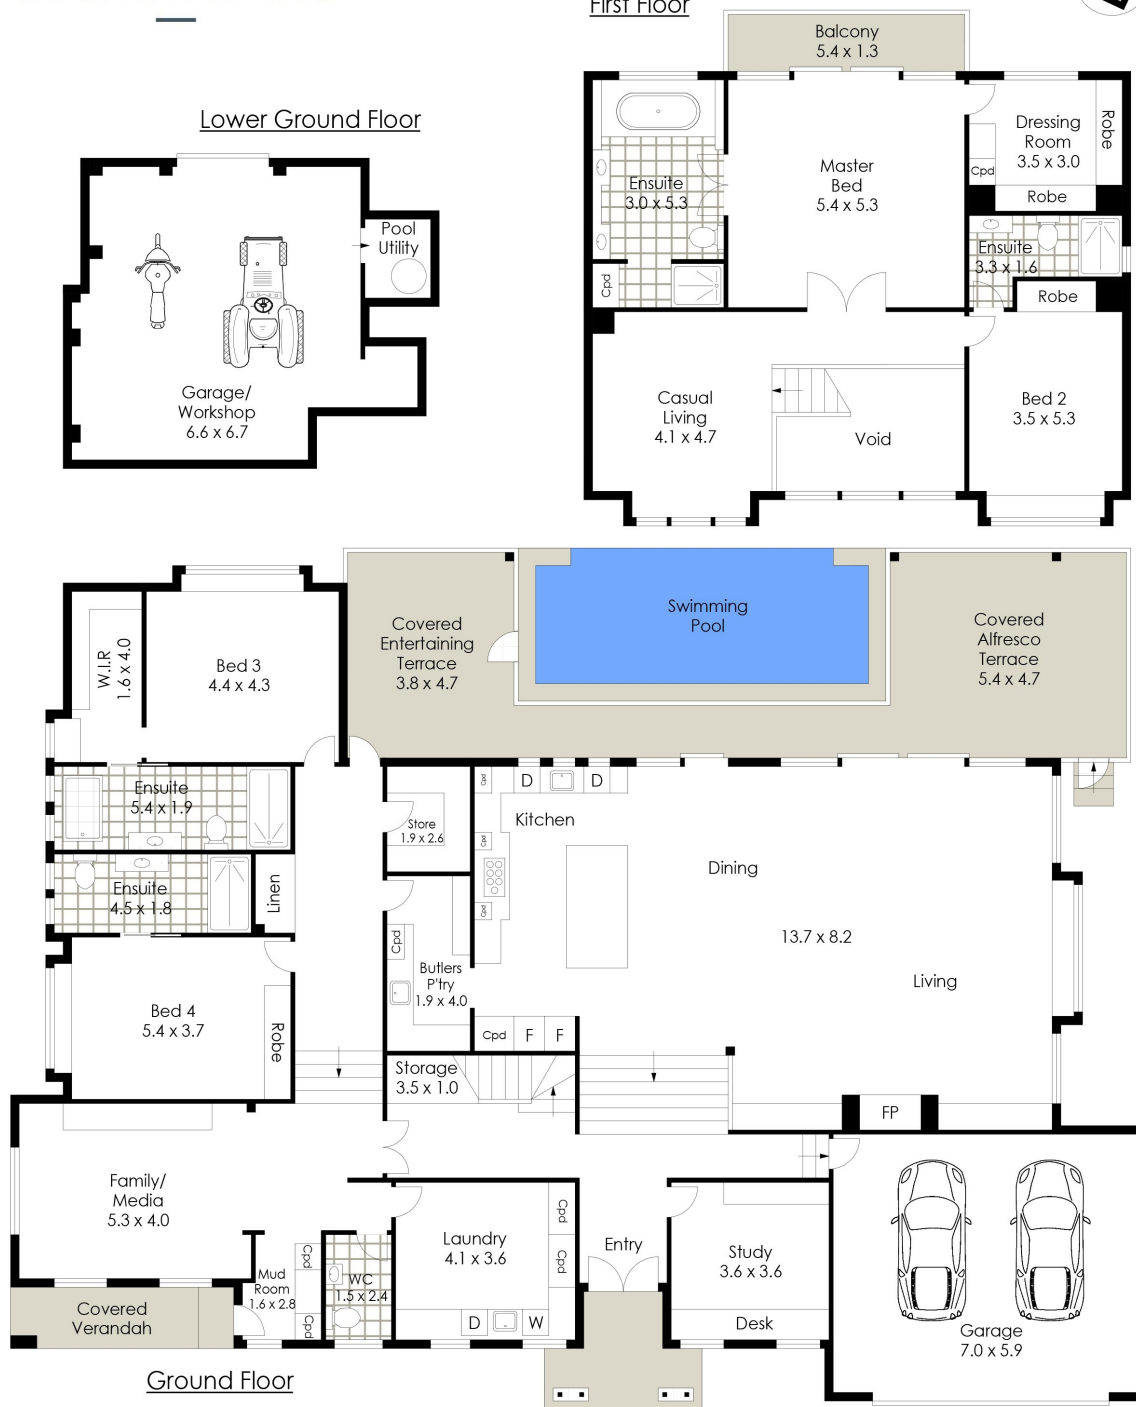 First Floor
Balcony
5.4 x 1.3
Lower Ground Floor
Pool
Utility
Garage/
Workshop
6.6 x 6.7
Ensuite
3.0 x 5.3
Cpd
Master
Bed
5.4 x 5.3
Dressing
Room
3.5 x 3.0
Robe
Cpd
Robe
Ensuite
3.3 x 1.6
Robe
Casual
Living
4.1 x 4.7
Void
Bed 2
3.5 x 5.3
W.I.R
1.6 x 4.0
Bed 3
4.4 x 4.3
Covered
Entertaining
Terrace
3.8 x 4.7
Swimming
Pool
Covered
Alfresco
Terrace
5.4 x 4.7
Ensuite
5.4 x 1.9
Store
1.9 x 2.6
Cpd
D
D
Kitchen
Cpd
Cpd
Dining
13.7 x 8.2
Living
Ensuite
4.5 x 1.8
Linen
Cpd
Butlers
P'try
1.9 x 4.0
Cpd
F
F
Bed 4
5.4 x 3.7
Robe
Storage
3.5 x 1.0
FP
Family/
Media
5.3 x 4.0
Cpd
Mud
Room
1.6 x 2.8
Cpd
WC
1.5 x 2.4
Laundry
4.1 x 3.6
Cpd
Cpd
D
W
Entry
Study
3.6 x 3.6
Desk
Garage
7.0 x 5.9
Covered
Verandah
Ground Floor